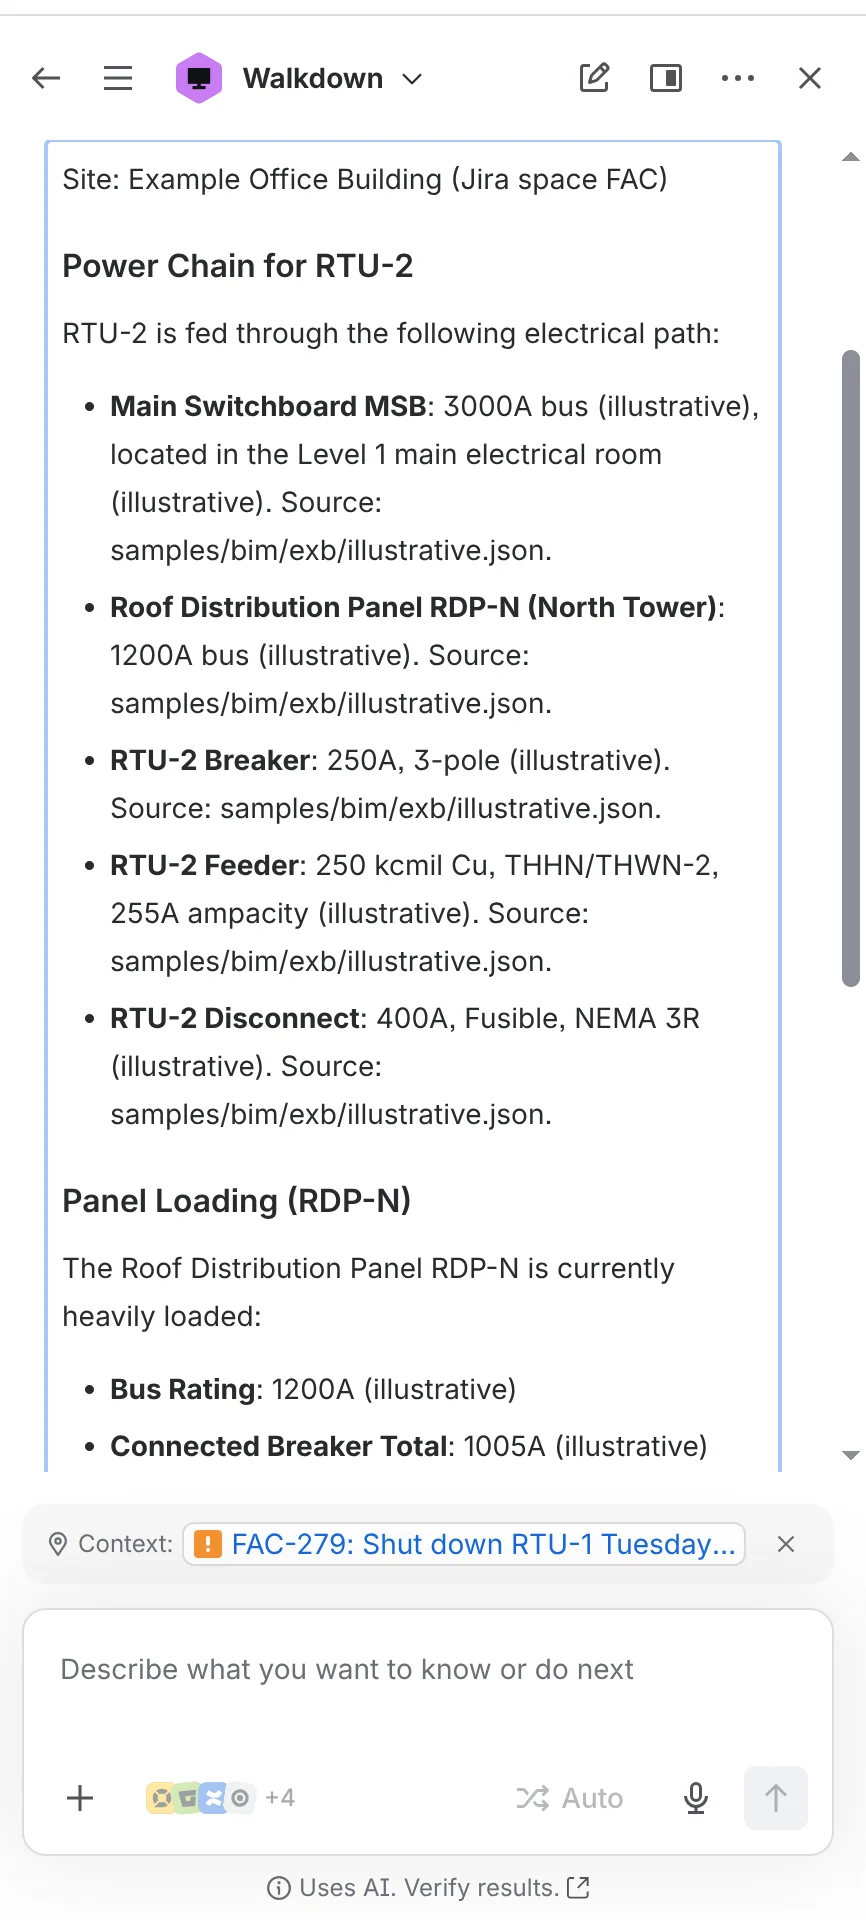 Walkdown
Site: Example Office Building (Jira space FAC)
Power Chain for RTU-2
RTU-2 is fed through the following electrical path:
• Main Switchboard MSB: 3000A bus (illustrative),
located in the Level 1 main electrical room
(illustrative). Source:
samples/bim/exb/illustrative.json.
• Roof Distribution Panel RDP-N (North Tower):
1200A bus (illustrative). Source:
samples/bim/exb/illustrative.json.
• RTU-2 Breaker: 250A, 3-pole (illustrative).
Source: samples/bim/exb/illustrative.json.
• RTU-2 Feeder: 250 kcmil Cu, THHN/THWN-2,
255A ampacity (illustrative). Source:
samples/bim/exb/illustrative.json.
• RTU-2 Disconnect: 400A, Fusible, NEMA 3R
(illustrative). Source:
samples/bim/exb/illustrative.json.
Panel Loading (RDP-N)
The Roof Distribution Panel RDP-N is currently
heavily loaded:
• Bus Rating: 1200A (illustrative)
• Connected Breaker Total: 1005A (illustrative)
Context: FAC-279: Shut down RTU-1 Tuesday...
Describe what you want to know or do next
+4 Auto
Uses AI. Verify results.